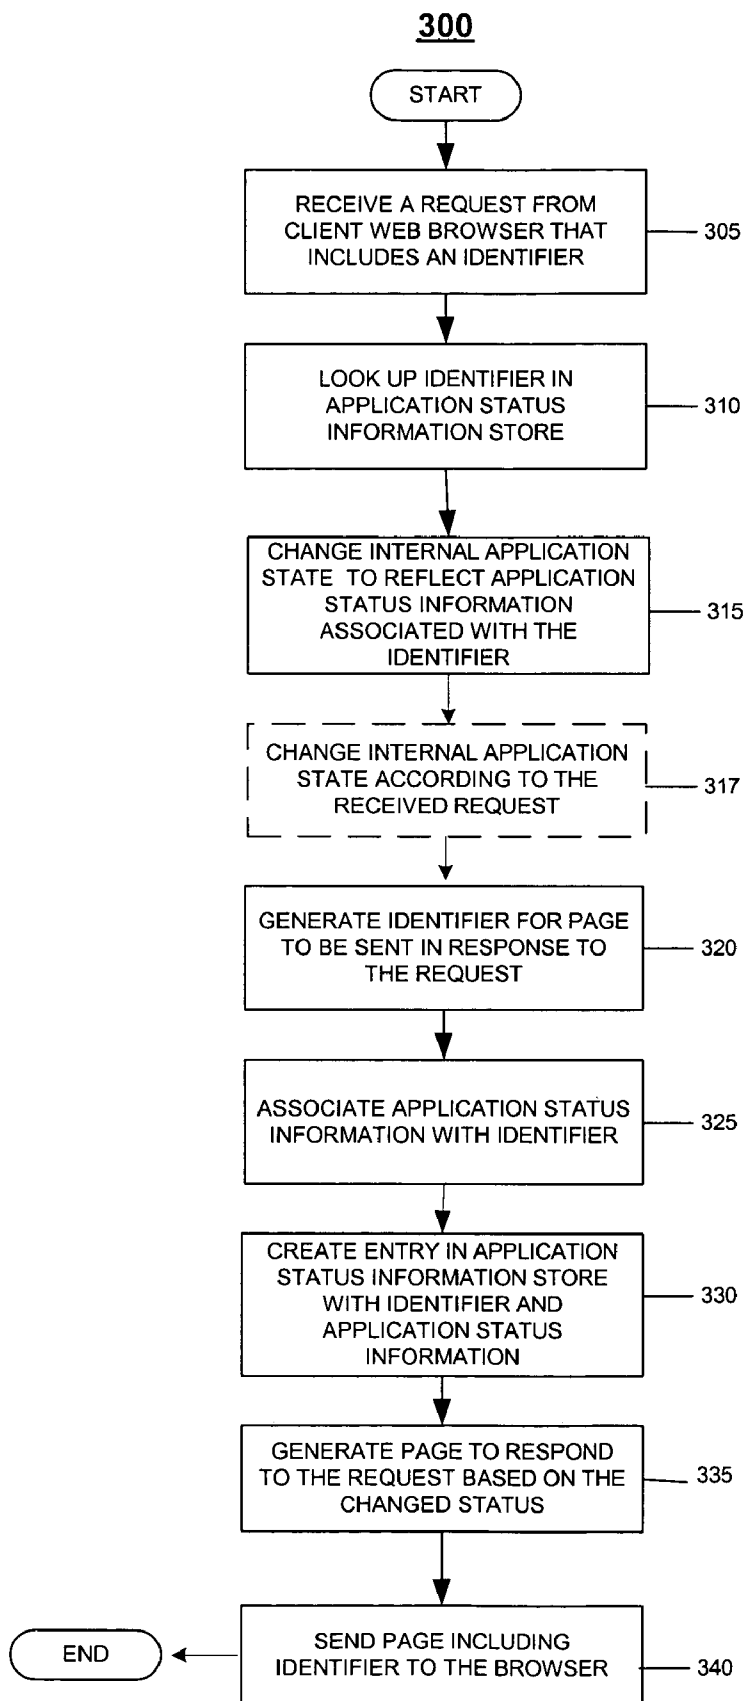 300
START
RECEIVE A REQUEST FROM
CLIENT WEB BROWSER THAT
INCLUDES AN IDENTIFIER
305
LOOK UP IDENTIFIER IN
APPLICATION STATUS
INFORMATION STORE
310
CHANGE INTERNAL APPLICATION
STATE TO REFLECT APPLICATION
STATUS INFORMATION
ASSOCIATED WITH THE
IDENTIFIER
315
CHANGE INTERNAL APPLICATION
STATE ACCORDING TO THE
RECEIVED REQUEST
317
GENERATE IDENTIFIER FOR PAGE
TO BE SENT IN RESPONSE TO
THE REQUEST
320
ASSOCIATE APPLICATION STATUS
INFORMATION WITH IDENTIFIER
325
CREATE ENTRY IN APPLICATION
STATUS INFORMATION STORE
WITH IDENTIFIER AND
APPLICATION STATUS
INFORMATION
330
GENERATE PAGE TO RESPOND
TO THE REQUEST BASED ON THE
CHANGED STATUS
335
SEND PAGE INCLUDING
IDENTIFIER TO THE BROWSER
340
END